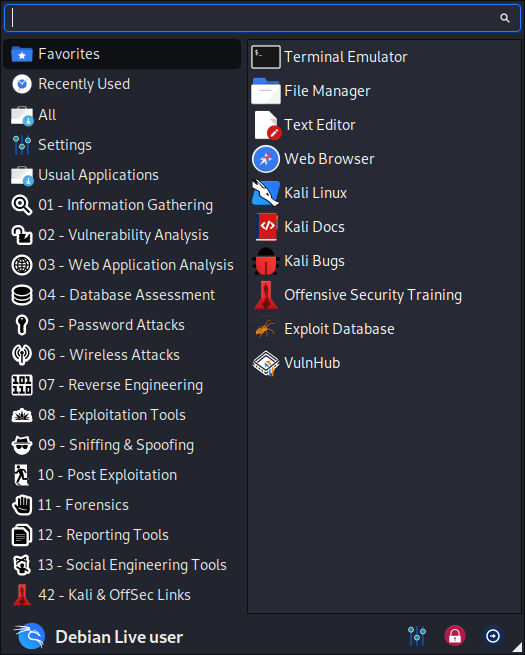 Favorites
Recently Used
All
Settings
Usual Applications
01 - Information Gathering
02 - Vulnerability Analysis
03 - Web Application Analysis
04 - Database Assessment
05 - Password Attacks
06 - Wireless Attacks
07 - Reverse Engineering
08 - Exploitation Tools
09 - Sniffing & Spoofing
10 - Post Exploitation
11 - Forensics
12 - Reporting Tools
13 - Social Engineering Tools
42 - Kali & OffSec Links
Terminal Emulator
File Manager
Text Editor
Web Browser
Kali Linux
Kali Docs
Kali Bugs
Offensive Security Training
Exploit Database
VulnHub
Debian Live user